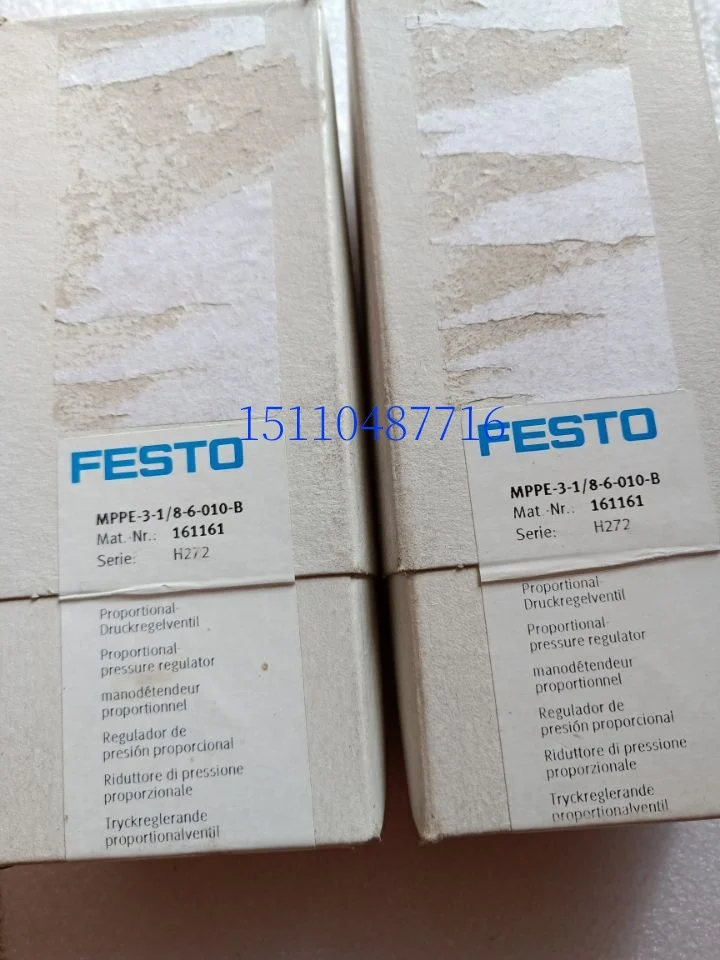 15110487716
FESTO
MPPE-3-1/8-6-010-B
Mat.-Nr.: 161161
Serie: H272
Proportional-
Druckregelventil
Proportional-
pressure regulator
manodétendeur
proportionnel
Regulador de
presión proporcional
Riduttore di pressione
proporzionale
Tryckreglerande
proportionalventil
FESTO
MPPE-3-1/8-6-010-B
Mat.-Nr.: 161161
Serie: H272
Proportional-
Druckregelventil
Proportional-
pressure regulator
manodétendeur
proportionnel
Regulador de
presión proporcional
Riduttore di pressione
proporzionale
Tryckreglerande
proportionalventil